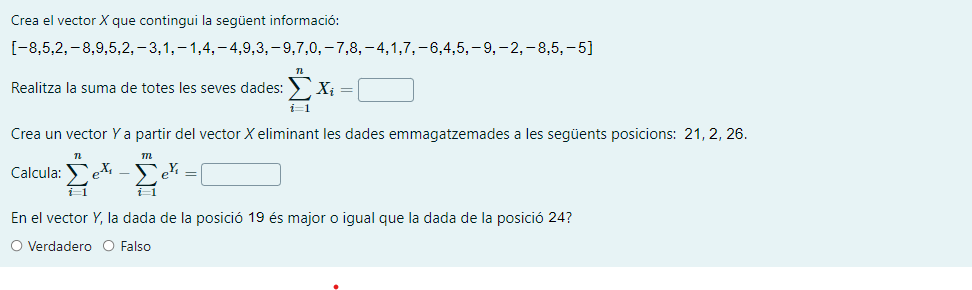 Crea el vector X que contingui la següent informació:
[−8,5,2,−8,9,5,2,−3,1,−1,4,−4,9,3,−9,7,0,−7,8,−4,1,7,−6,4,5,−9,−2,−8,5,−5]
Realitza la suma de totes les seves dades: \sum_{i=1}^{n} X_i =
Crea un vector Y a partir del vector X eliminant les dades emmagatzemades a les següents posicions: 21, 2, 26.
Calcula: \sum_{i=1}^{n} e^{X_i} − \sum_{i=1}^{m} e^{Y_i} =
En el vector Y, la dada de la posició 19 és major o igual que la dada de la posició 24?
Verdadero Falso